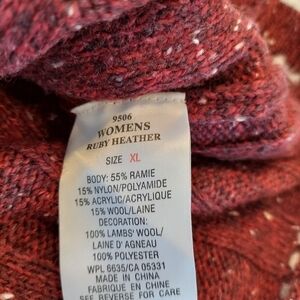 9506
WOMENS
RUBY HEATHER
SIZE XL
BODY: 55% RAMIE
15% NYLON/POLYAMIDE
15% ACRYLIC/ACRYLIQUE
15% WOOL/LAINE
DECORATION:
100% LAMBS' WOOL/
LAINE D' AGNEAU
100% POLYESTER
WPL 6635/CA 05331
MADE IN CHINA/
FABRIQUE EN CHINE
SEE REVERSE FOR CARE